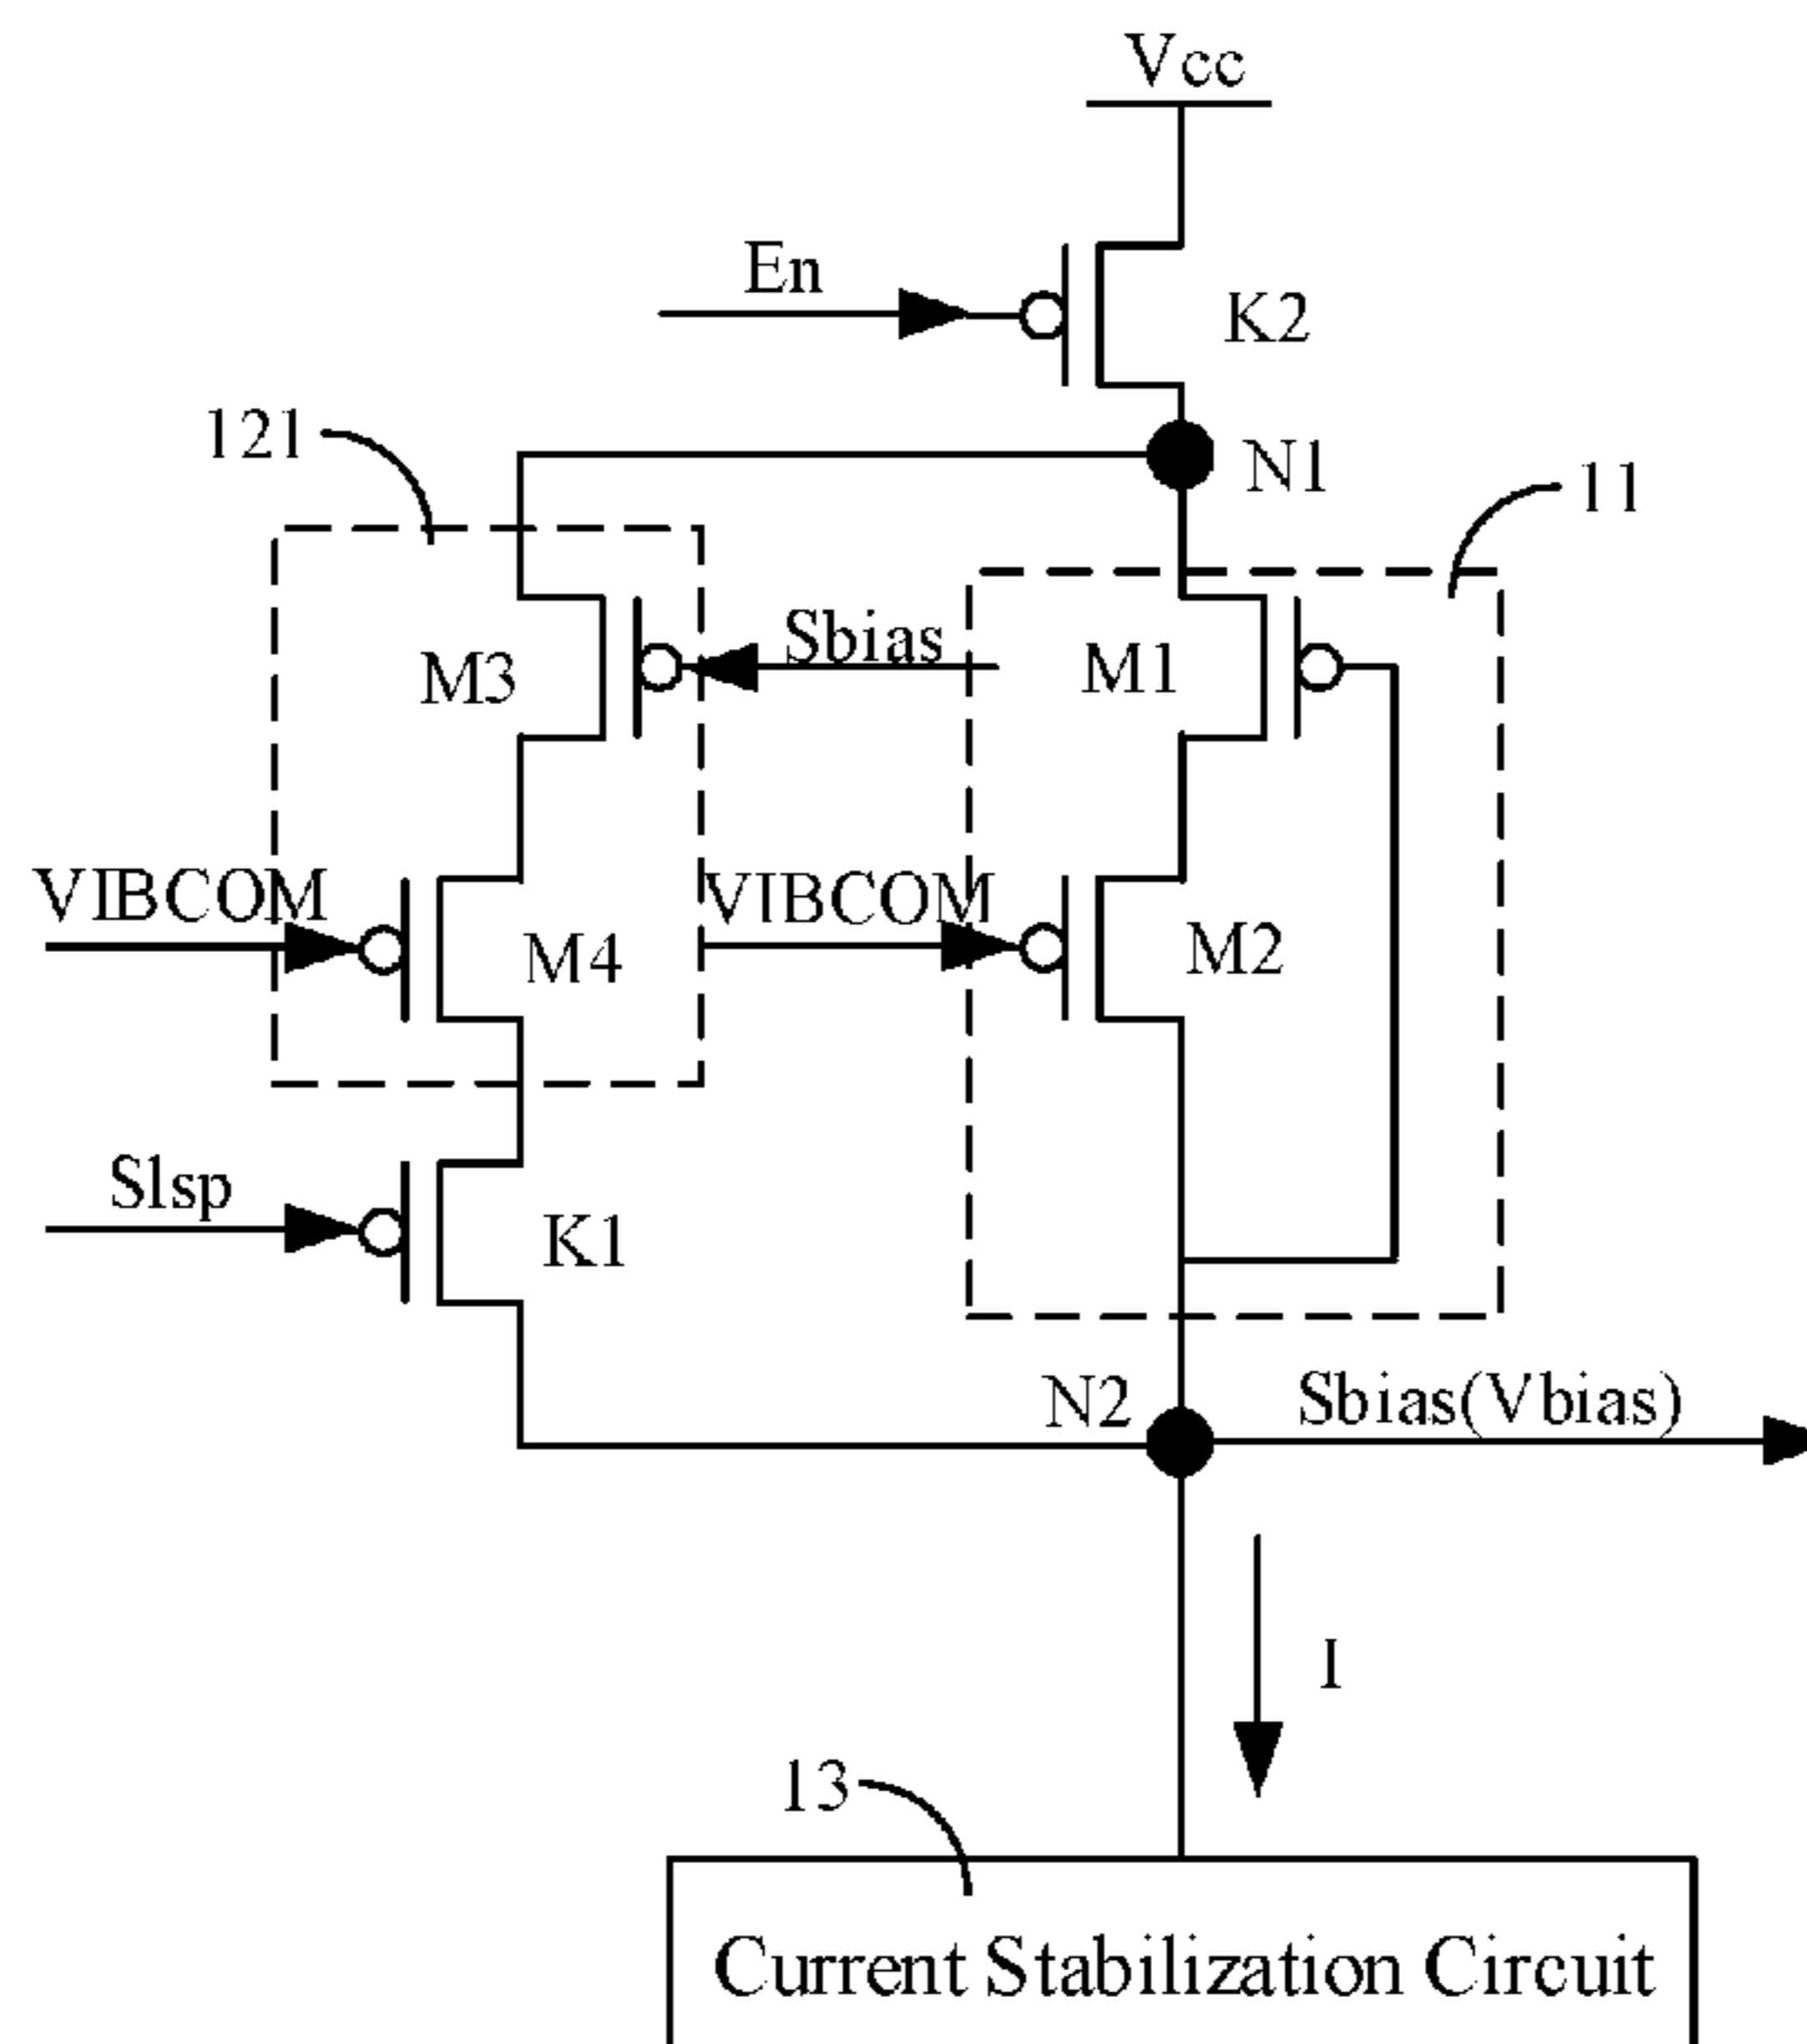 Vcc
En
K2
121
N1
11
Sbias
M3
M1
VIBCOM
VIBCOM
M4
M2
Slsp
K1
N2
Sbias(Vbias)
I
13
Current Stabilization Circuit